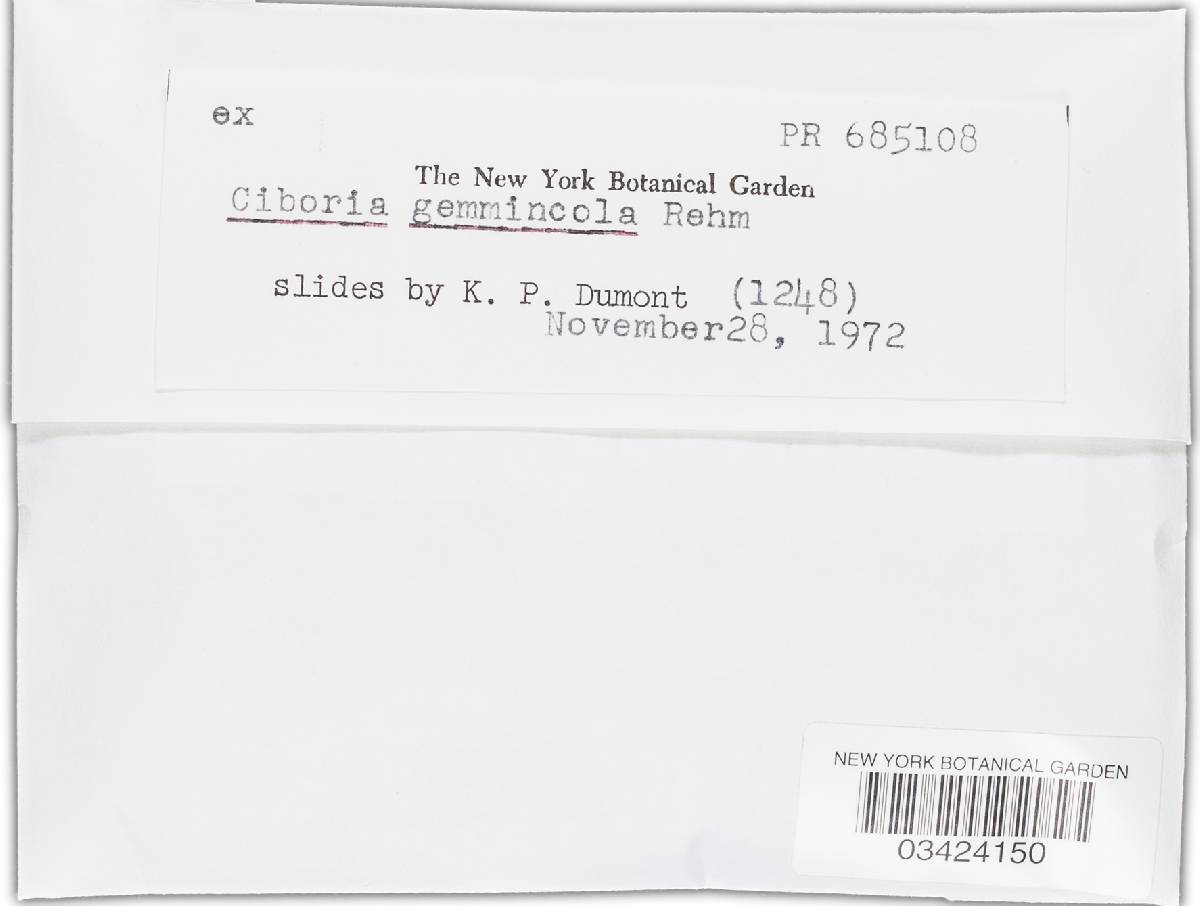 ex
PR 685108
The New York Botanical Garden
Ciboria gemmincola Rehm
slides by K. P. Dumont (1248)
November28, 1972
NEW YORK BOTANICAL GARDEN
03424150